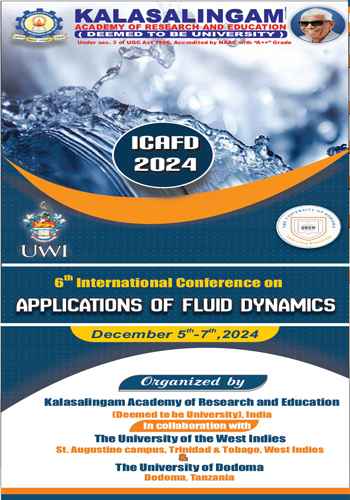 KALASALINGAM
ACADEMY OF RESEARCH AND EDUCATION
( DEEMED TO BE UNIVERSITY )
Under sec. 3 of UGC Act 1956. Accredited by NAAC with "A++" Grade
ICAFD
2024
UWI
6th International Conference on
APPLICATIONS OF FLUID DYNAMICS
December 5th-7th,2024
Organized by
Kalasalingam Academy of Research and Education
(Deemed to be University), India
In collaboration with
The University of the West Indies
St. Augustine campus, Trinidad & Tobago, West Indies
&
The University of Dodoma
Dodoma, Tanzania